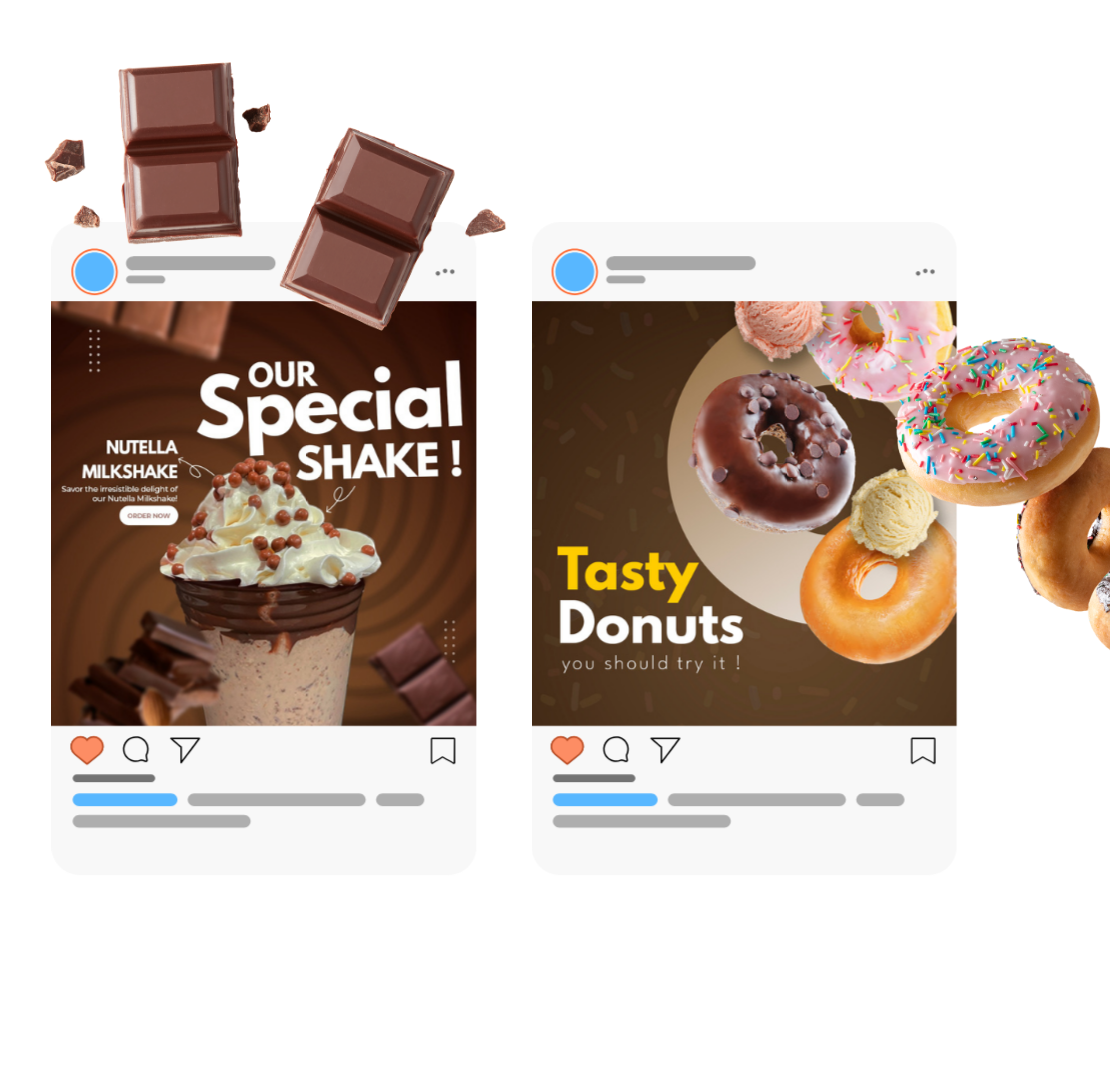 OUR
Special
SHAKE !
NUTELLA
MILKSHAKE
Savor the irresistible delight of
our Nutella Milkshake!
ORDER NOW
Tasty
Donuts
you should try it !